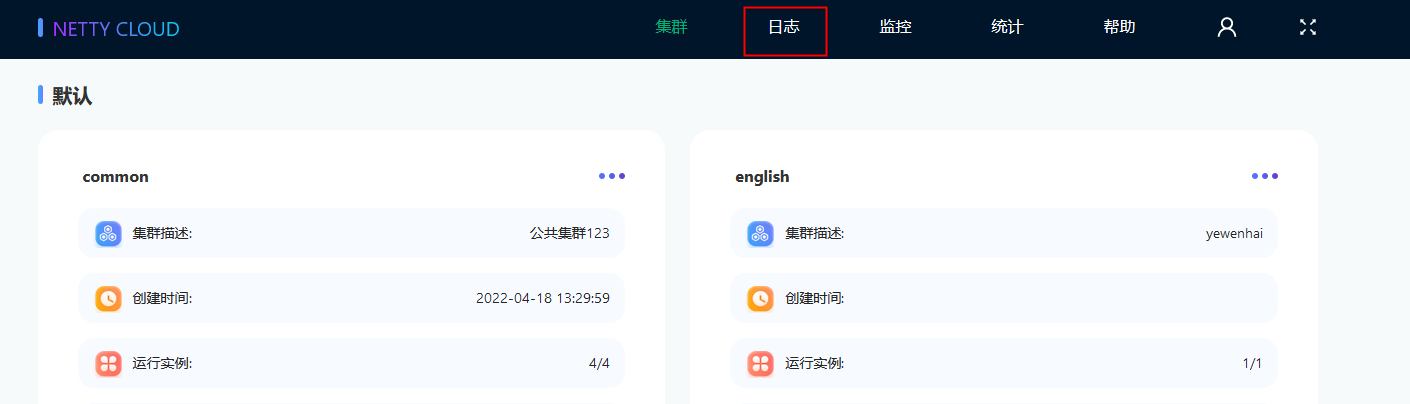 NETTY CLOUD 集群 日志 监控 统计 帮助
默认
common
集群描述: 公共集群123
创建时间: 2022-04-18 13:29:59
运行实例: 4/4
english
集群描述: yewenhai
创建时间:
运行实例: 1/1